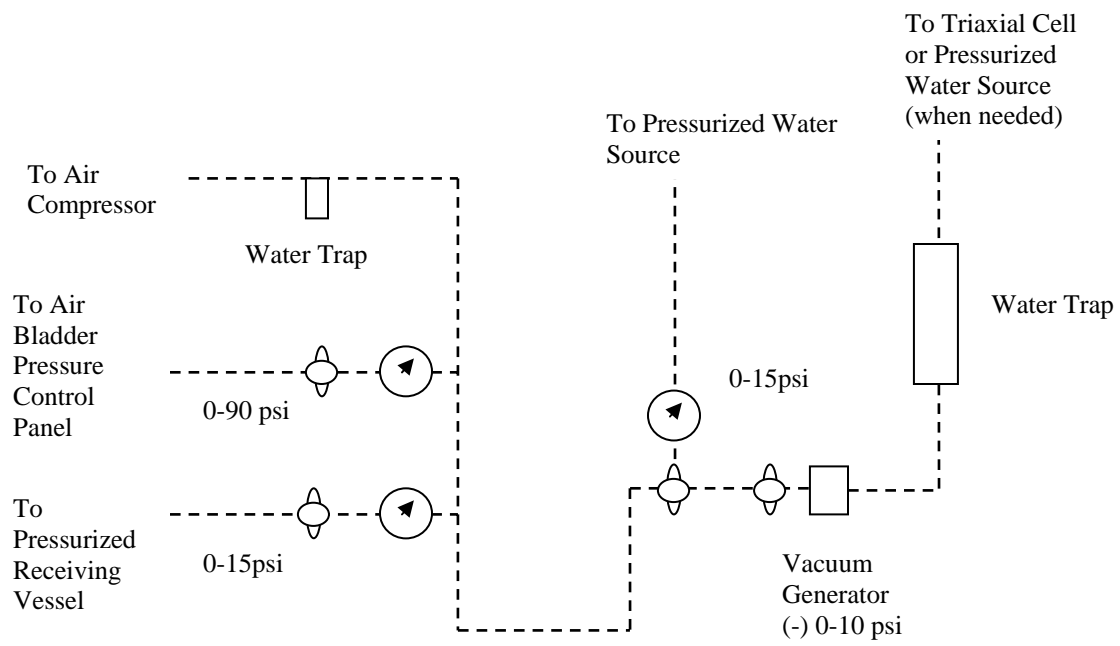 To Triaxial Cell
or Pressurized
Water Source
(when needed)
To Pressurized Water
Source
To Air
Compressor
Water Trap
To Air
Bladder
Pressure
Control
Panel
0-90 psi
0-15psi
Water Trap
To
Pressurized
Receiving
Vessel
0-15psi
Vacuum
Generator
(-) 0-10 psi